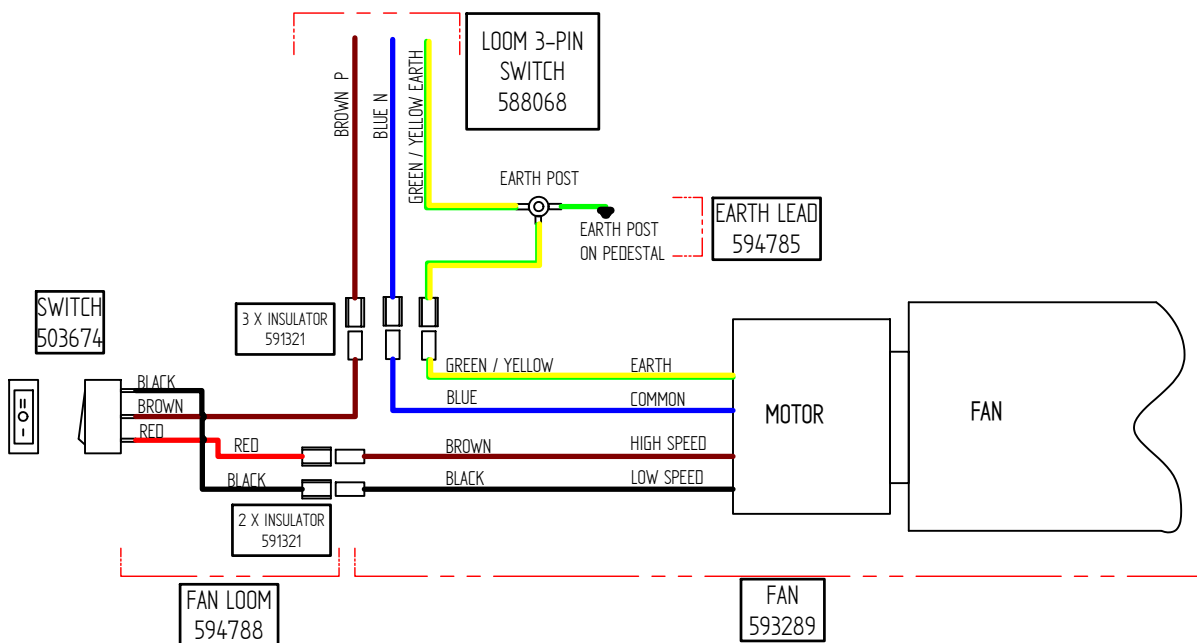 LOOM 3-PIN
SWITCH
588068
BROWN P
BLUE N
GREEN / YELLOW EARTH
EARTH POST
EARTH POST
ON PEDESTAL
EARTH LEAD
594785
SWITCH
503674
3 X INSULATOR
591321
BLACK
BROWN
RED
RED
BLACK
GREEN / YELLOW
EARTH
BLUE
COMMON
BROWN
HIGH SPEED
BLACK
LOW SPEED
MOTOR
FAN
- O =
2 X INSULATOR
591321
FAN LOOM
594788
FAN
593289